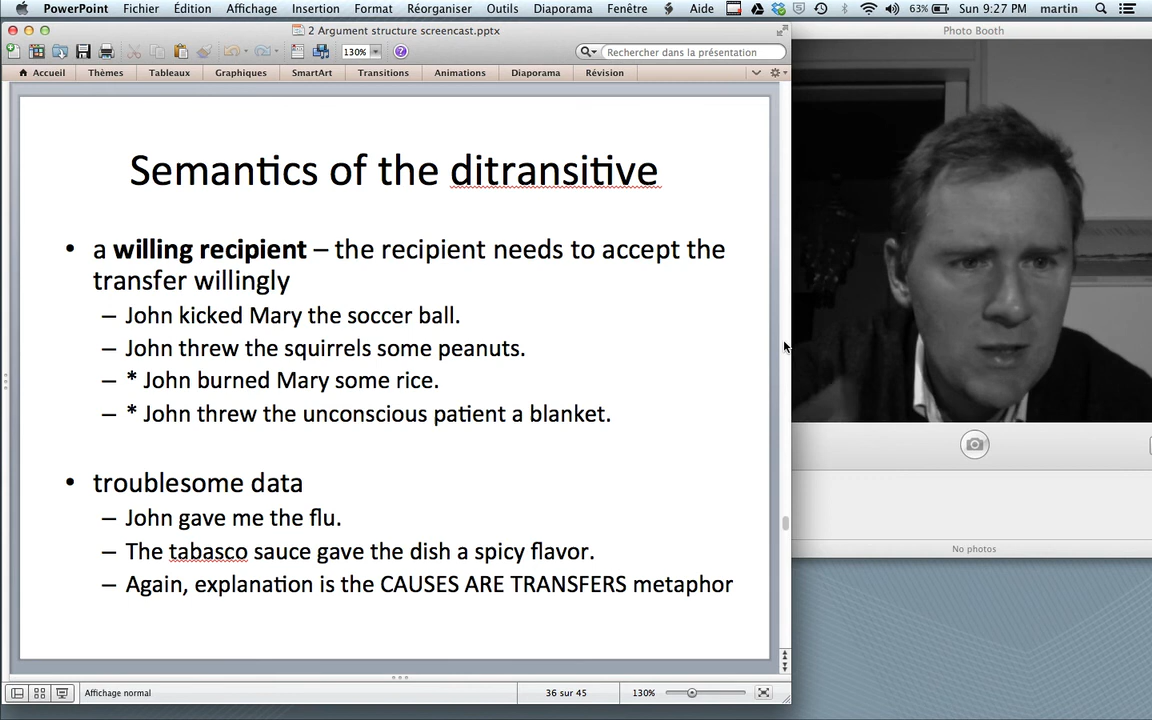 PowerPoint Fichier Édition Affichage Insertion Format Réorganiser Outils Diaporama Fenêtre Aide 63% Sun 9:27 PM martin
2 Argument structure screencast.pptx
Photo Booth
130% Rechercher dans la présentation
Accueil Thèmes Tableaux Graphiques SmartArt Transitions Animations Diaporama Révision
Semantics of the ditransitive
• a willing recipient – the recipient needs to accept the
transfer willingly
– John kicked Mary the soccer ball.
– John threw the squirrels some peanuts.
– * John burned Mary some rice.
– * John threw the unconscious patient a blanket.
• troublesome data
– John gave me the flu.
– The tabasco sauce gave the dish a spicy flavor.
– Again, explanation is the CAUSES ARE TRANSFERS metaphor
No photos
Affichage normal 36 sur 45 130%